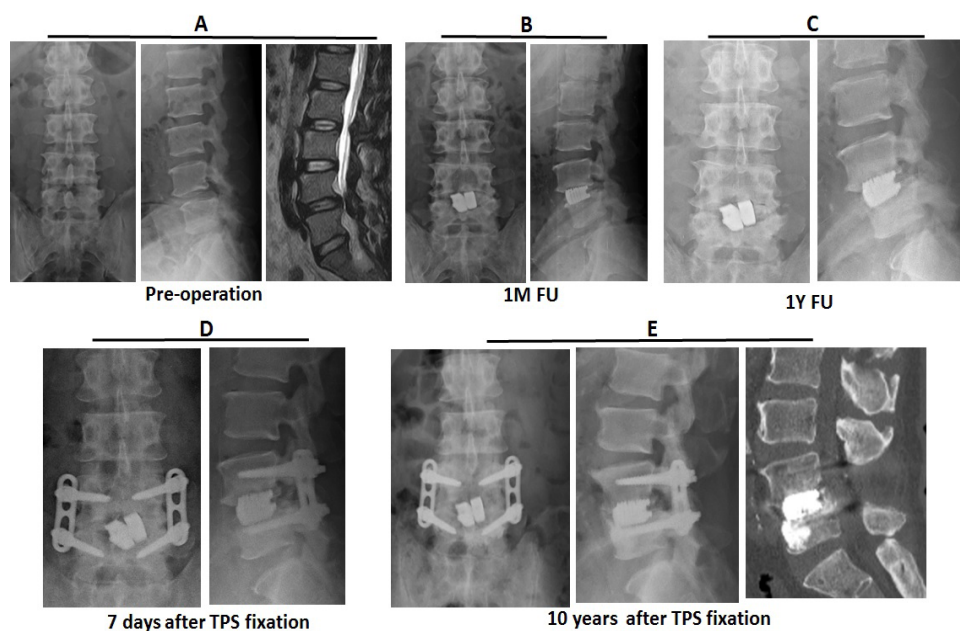 A
B
C
Pre-operation
1M FU
1Y FU
D
E
7 days after TPS fixation
10 years after TPS fixation